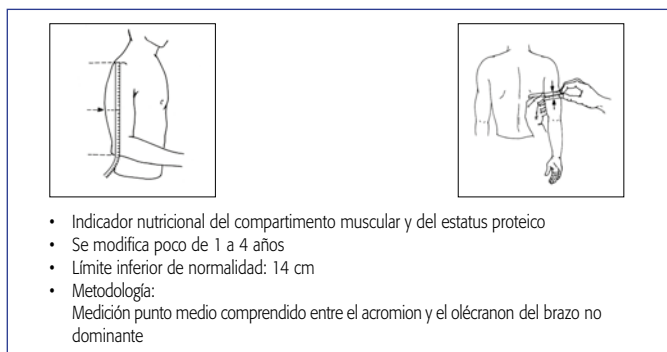 • Indicador nutricional del compartimento muscular y del estatus proteico
• Se modifica poco de 1 a 4 años
• Límite inferior de normalidad: 14 cm
• Metodología:
Medición punto medio comprendido entre el acromion y el olécranon del brazo no
dominante